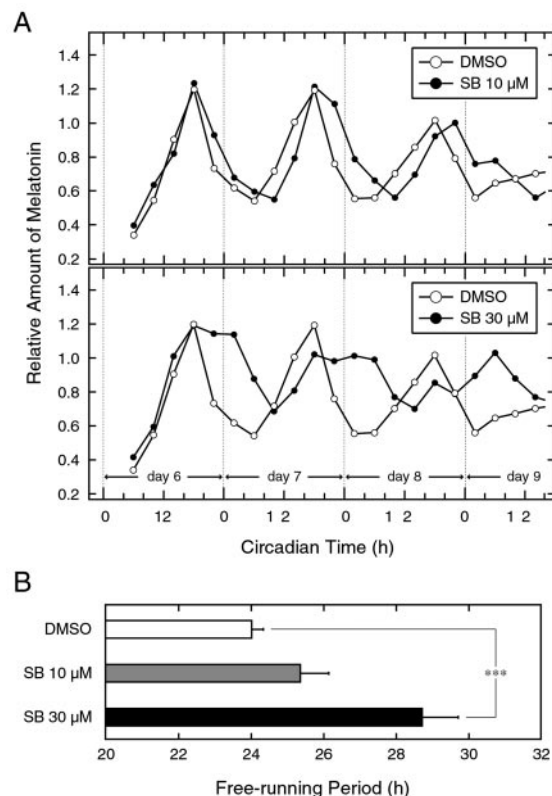 A
1.4
1.2
1.0
0.8
0.6
0.4
0.2
DMSO
SB 10 µM
Relative Amount of Melatonin
1.4
1.2
1.0
0.8
0.6
0.4
0.2
DMSO
SB 30 µM
day 6
day 7
day 8
day 9
0 12 0 1 2 0 1 2 0 1 2
Circadian Time (h)
B
DMSO
SB 10 µM
SB 30 µM
***
20 22 24 26 28 30 32
Free-running Period (h)